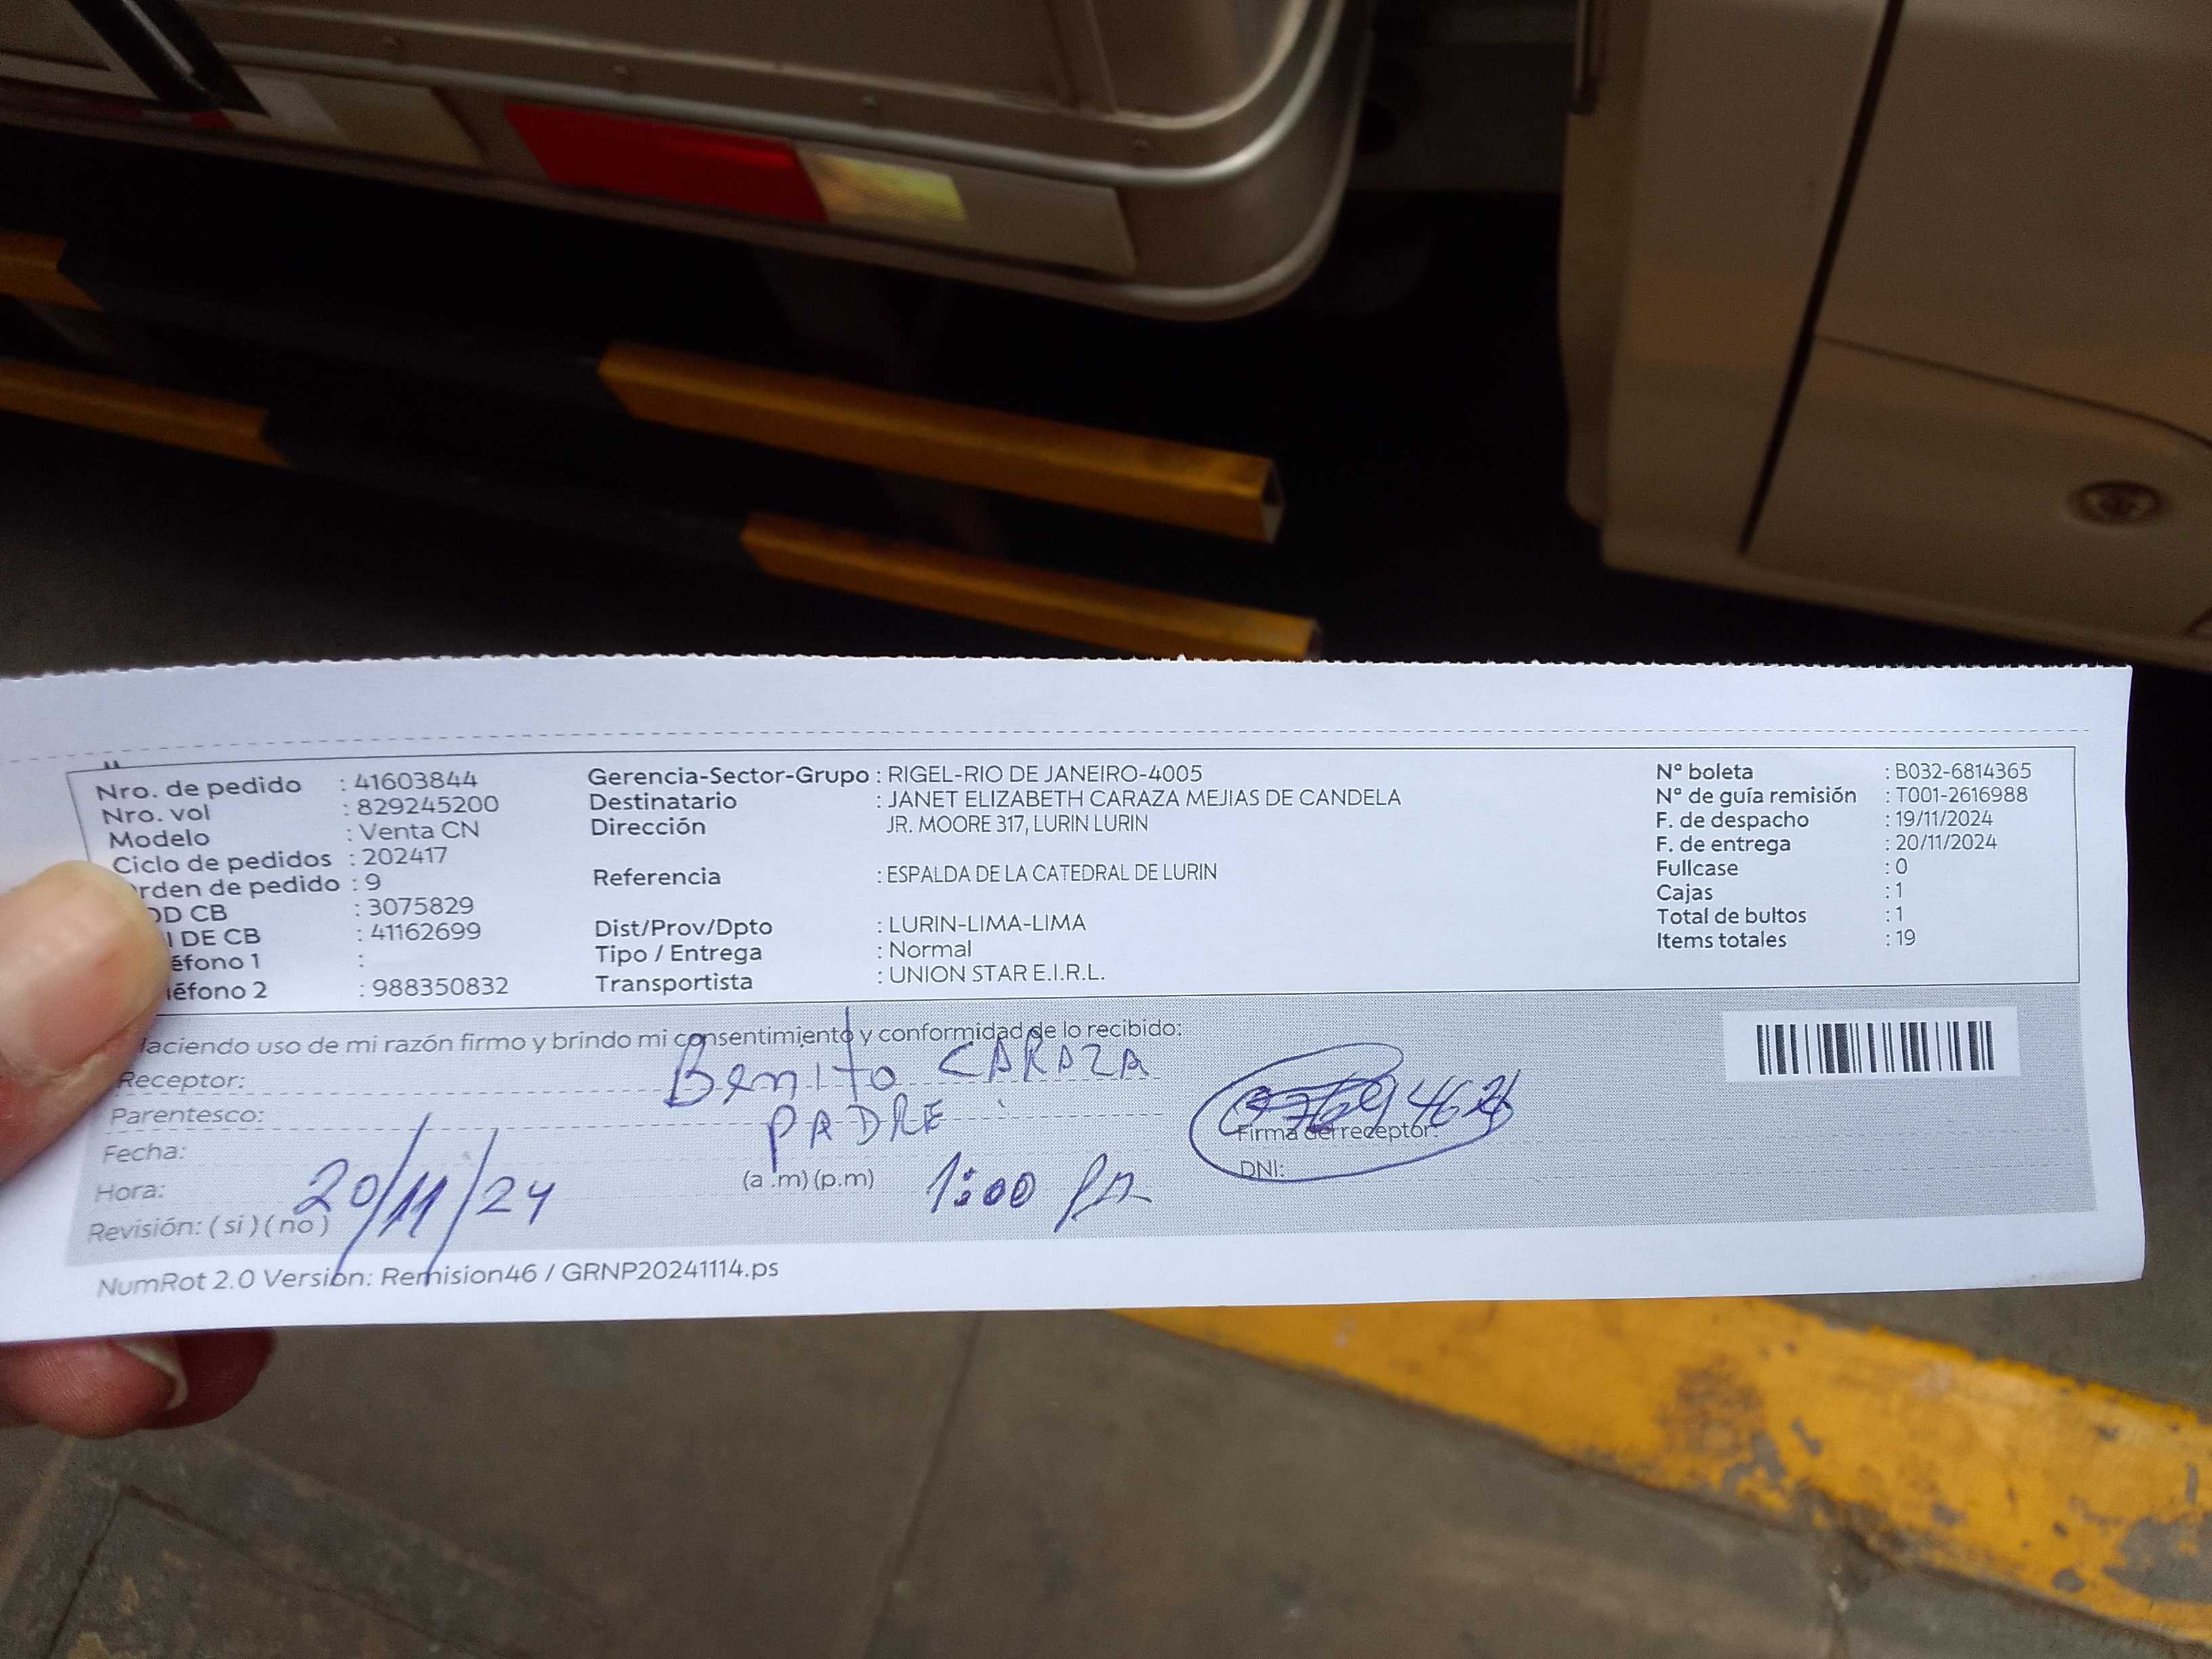 Nro. de pedido : 41603844
Nro. vol : 829245200
Modelo : Venta CN
Ciclo de pedidos : 202417
rden de pedido : 9
D CB : 3075829
I DE CB : 41162699
éfono 1 :
léfono 2 : 988350832
Gerencia-Sector-Grupo : RIGEL-RIO DE JANEIRO-4005
Destinatario : JANET ELIZABETH CARAZA MEJIAS DE CANDELA
Dirección JR. MOORE 317, LURIN LURIN
Referencia : ESPALDA DE LA CATEDRAL DE LURIN
Dist/Prov/Dpto : LURIN-LIMA-LIMA
Tipo / Entrega : Normal
Transportista : UNION STAR E.I.R.L.
N° boleta : B032-6814365
N° de guía remisión : T001-2616988
F. de despacho : 19/11/2024
F. de entrega : 20/11/2024
Fullcase : 0
Cajas : 1
Total de bultos : 1
Items totales : 19
Haciendo uso de mi razón firmo y brindo mi consentimiento y conformidad de lo recibido:
Receptor: Benito CARAZA
Parentesco: PADRE
Fecha: 20/11/24
Hora: (a .m) (p.m) 1:00 pm
Revisión: ( si ) ( no )
Firma del receptor:
DNI:
NumRot 2.0 Versión: Remision46 / GRNP20241114.ps